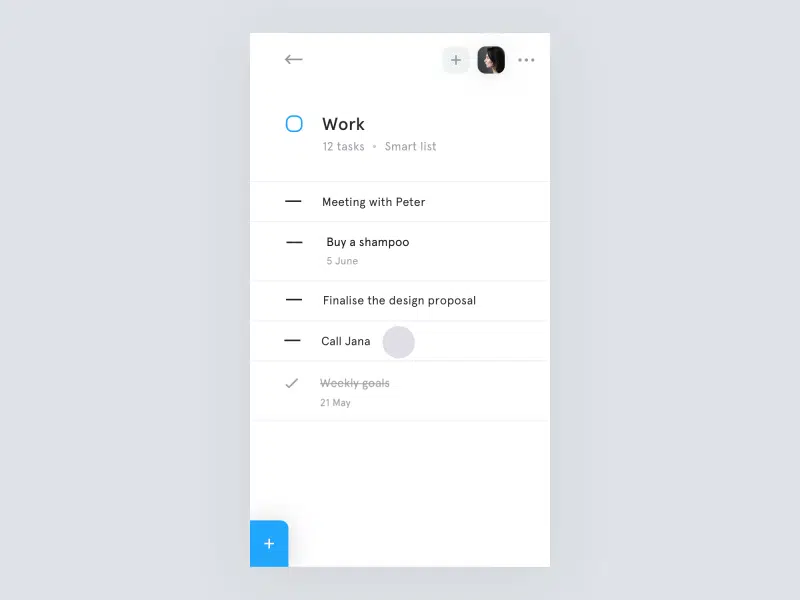 Work
12 tasks • Smart list
Meeting with Peter
Buy a shampoo
5 June
Finalise the design proposal
Call Jana
Weekly goals
21 May